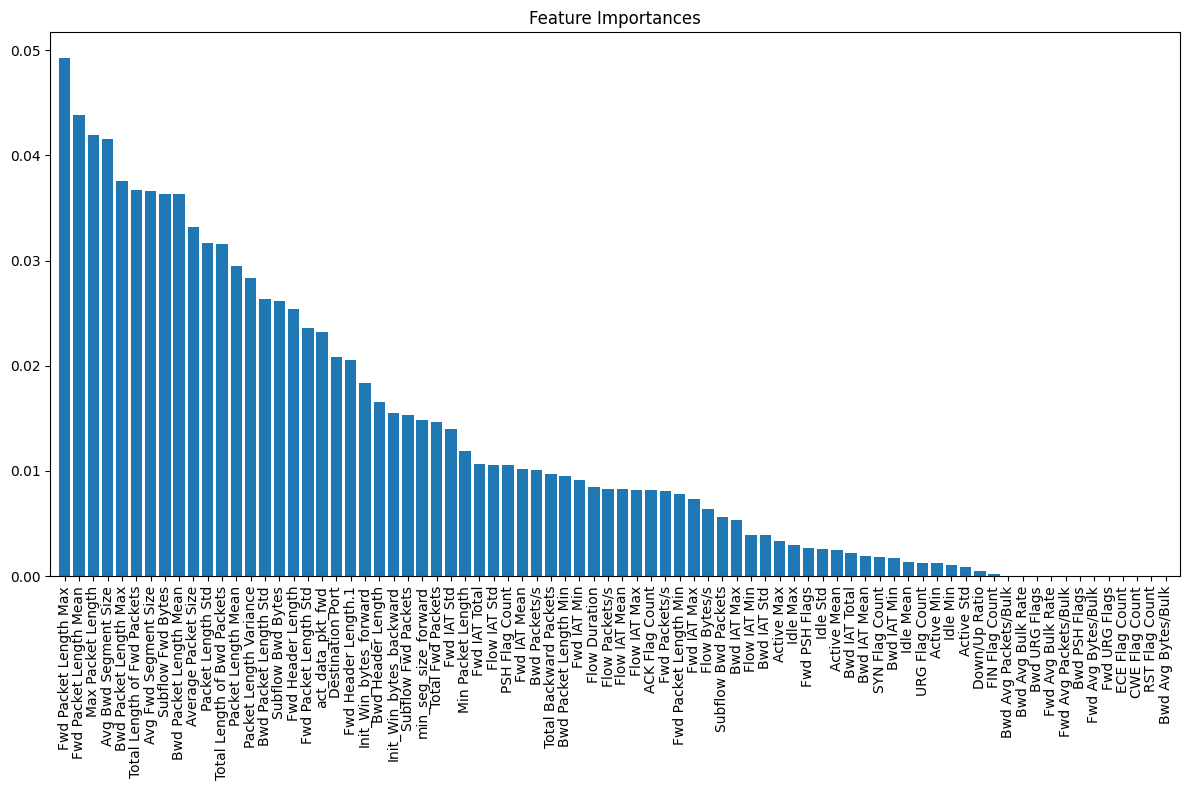 Feature Importances
0.05
0.04
0.03
0.02
0.01
0.00
Fwd Packet Length Max
Fwd Packet Length Mean
Max Packet Length
Avg Bwd Segment Size
Bwd Packet Length Max
Total Length of Fwd Packets
Avg Fwd Segment Size
Subflow Fwd Bytes
Bwd Packet Length Mean
Average Packet Size
Packet Length Std
Total Length of Bwd Packets
Packet Length Mean
Packet Length Variance
Bwd Packet Length Std
Subflow Bwd Bytes
Fwd Header Length
Fwd Packet Length Std
act_data_pkt_fwd
Destination Port
Fwd Header Length.1
Init_Win_bytes_forward
Bwd Header Length
Init_Win_bytes_backward
Subflow Fwd Packets
min_seg_size_forward
Total Fwd Packets
Fwd IAT Std
Min Packet Length
Fwd IAT Total
Flow IAT Std
PSH Flag Count
Fwd IAT Mean
Bwd Packets/s
Total Backward Packets
Bwd Packet Length Min
Fwd IAT Min
Flow Duration
Flow Packets/s
Flow IAT Mean
Flow IAT Max
ACK Flag Count
Fwd Packets/s
Fwd Packet Length Min
Fwd IAT Max
Flow Bytes/s
Subflow Bwd Packets
Bwd IAT Max
Flow IAT Min
Bwd IAT Std
Active Max
Idle Max
Fwd PSH Flags
Idle Std
Active Mean
Bwd IAT Total
Bwd IAT Mean
SYN Flag Count
Bwd IAT Min
Idle Mean
URG Flag Count
Active Min
Idle Min
Active Std
Down/Up Ratio
FIN Flag Count
Bwd Avg Packets/Bulk
Bwd Avg Bulk Rate
Bwd URG Flags
Fwd Avg Bulk Rate
Fwd Avg Packets/Bulk
Bwd PSH Flags
Fwd Avg Bytes/Bulk
Fwd URG Flags
ECE Flag Count
CWE Flag Count
RST Flag Count
Bwd Avg Bytes/Bulk